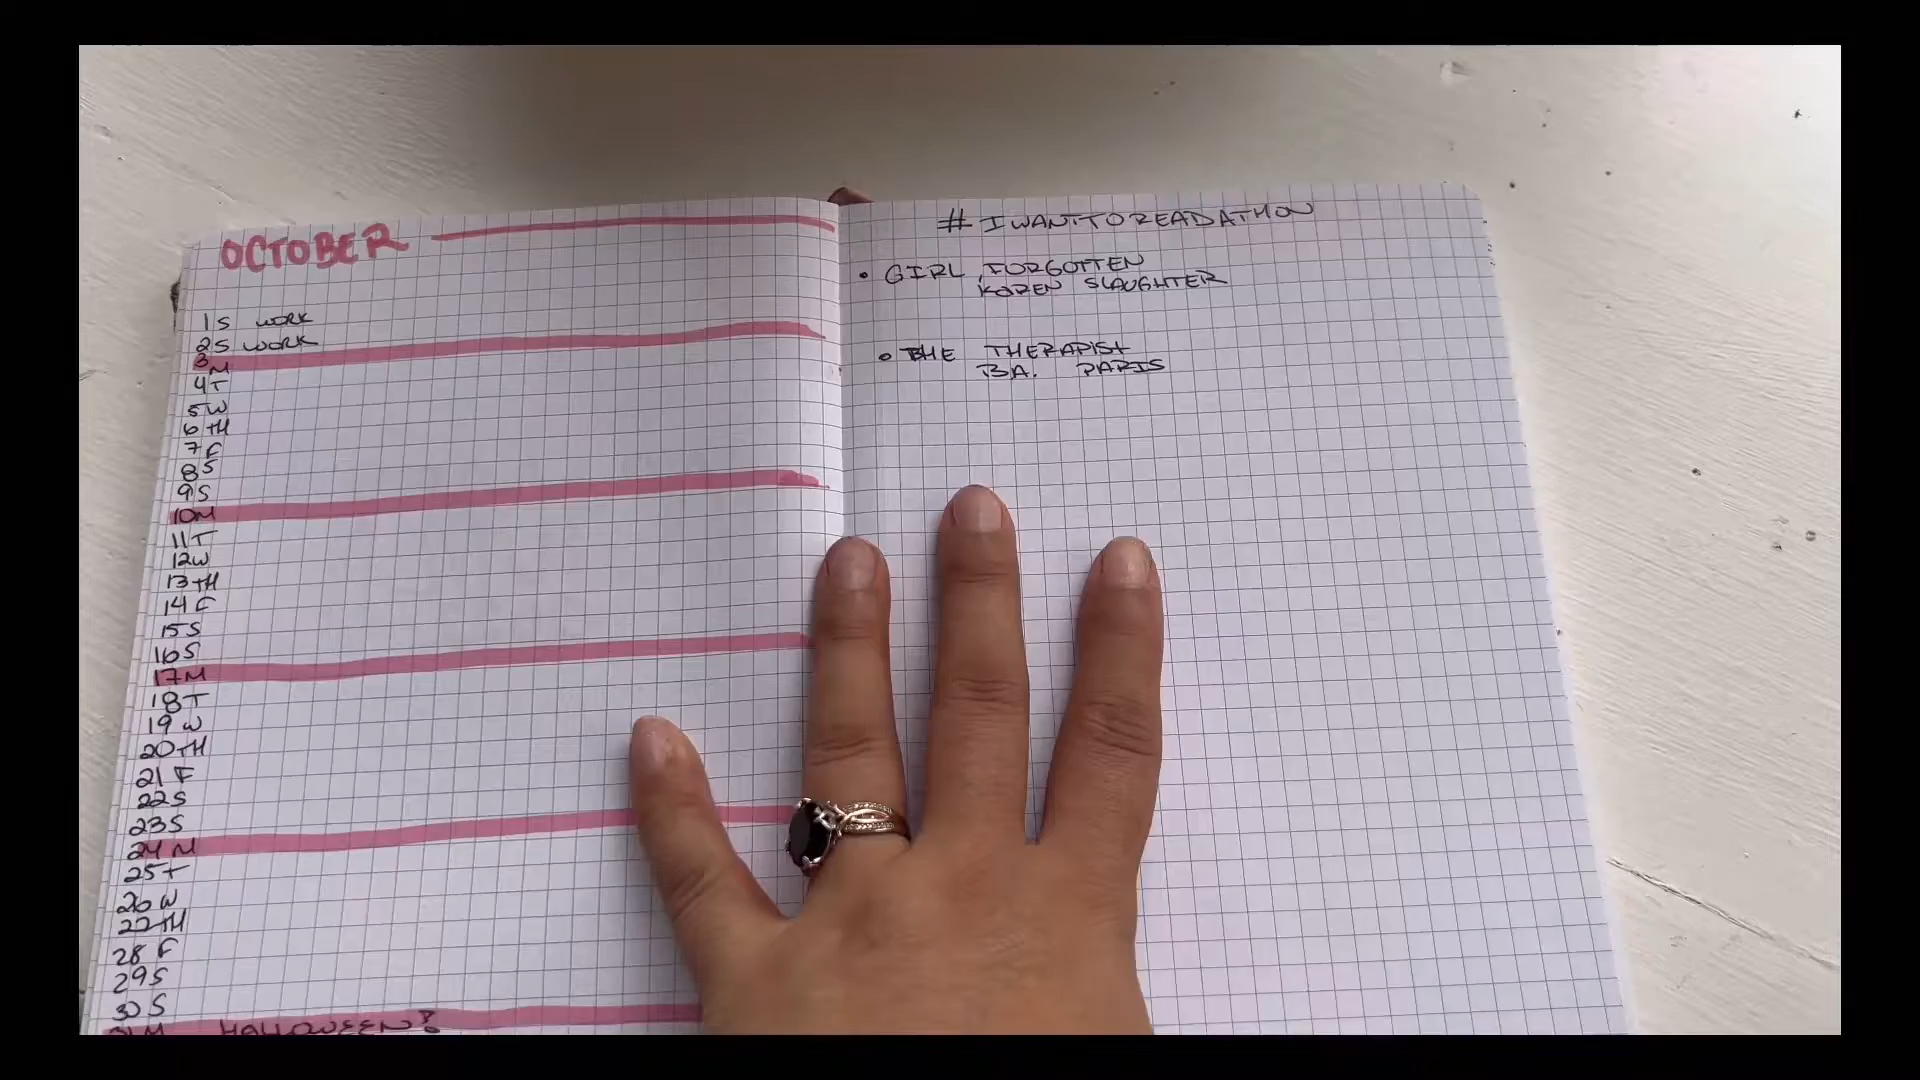 OCTOBER
1S WORK
2S WORK
3M
4T
5W
6TH
7F
8S
9S
10M
11T
12W
13TH
14F
15S
16S
17M
18T
19W
20TH
21F
22S
23S
24M
25T
26W
27TH
28F
29S
30S
31M HALLOWEEN!
#IWANTTOREADATHON
• GIRL, FORGOTTEN
KAREN SLAUGHTER
• THE THERAPIST
B.A. PARIS